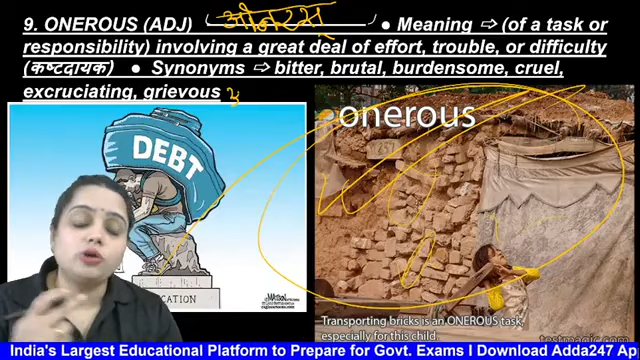 9. ONEROUS (ADJ) (ओनरस) ● Meaning ⇨ (of a task or
responsibility) involving a great deal of effort, trouble, or difficulty
(कष्टदायक) ● Synonyms ⇨ bitter, brutal, burdensome, cruel,
excruciating, grievous
DEBT
onerous
Transporting bricks is an ONEROUS task,
especially for this child.
testmagic.com
India's Largest Educational Platform to Prepare for Govt. Exams I Download Adda247 Ap